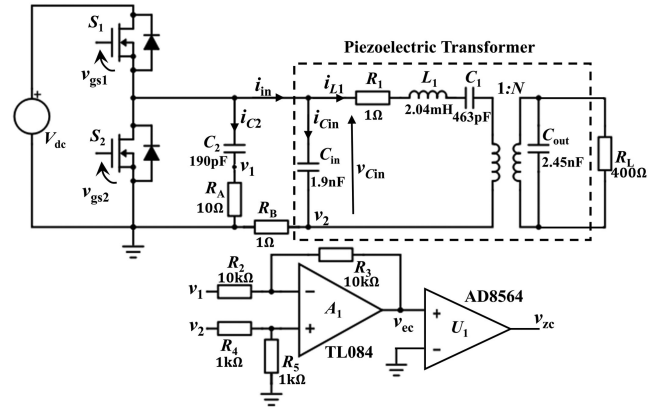 S1
vgs1
Vdc
S2
vgs2
iC2
C2
190pF
v1
RA
10Ω
RB
1Ω
iin
Piezoelectric Transformer
iL1
R1
1Ω
L1
2.04mH
C1
463pF
1:N
iCin
Cin
1.9nF
vCin
v2
Cout
2.45nF
RL
400Ω
v1
R2
10kΩ
R3
10kΩ
v2
R4
1kΩ
R5
1kΩ
−
+
A1
TL084
vec
AD8564
+
−
U1
vzc